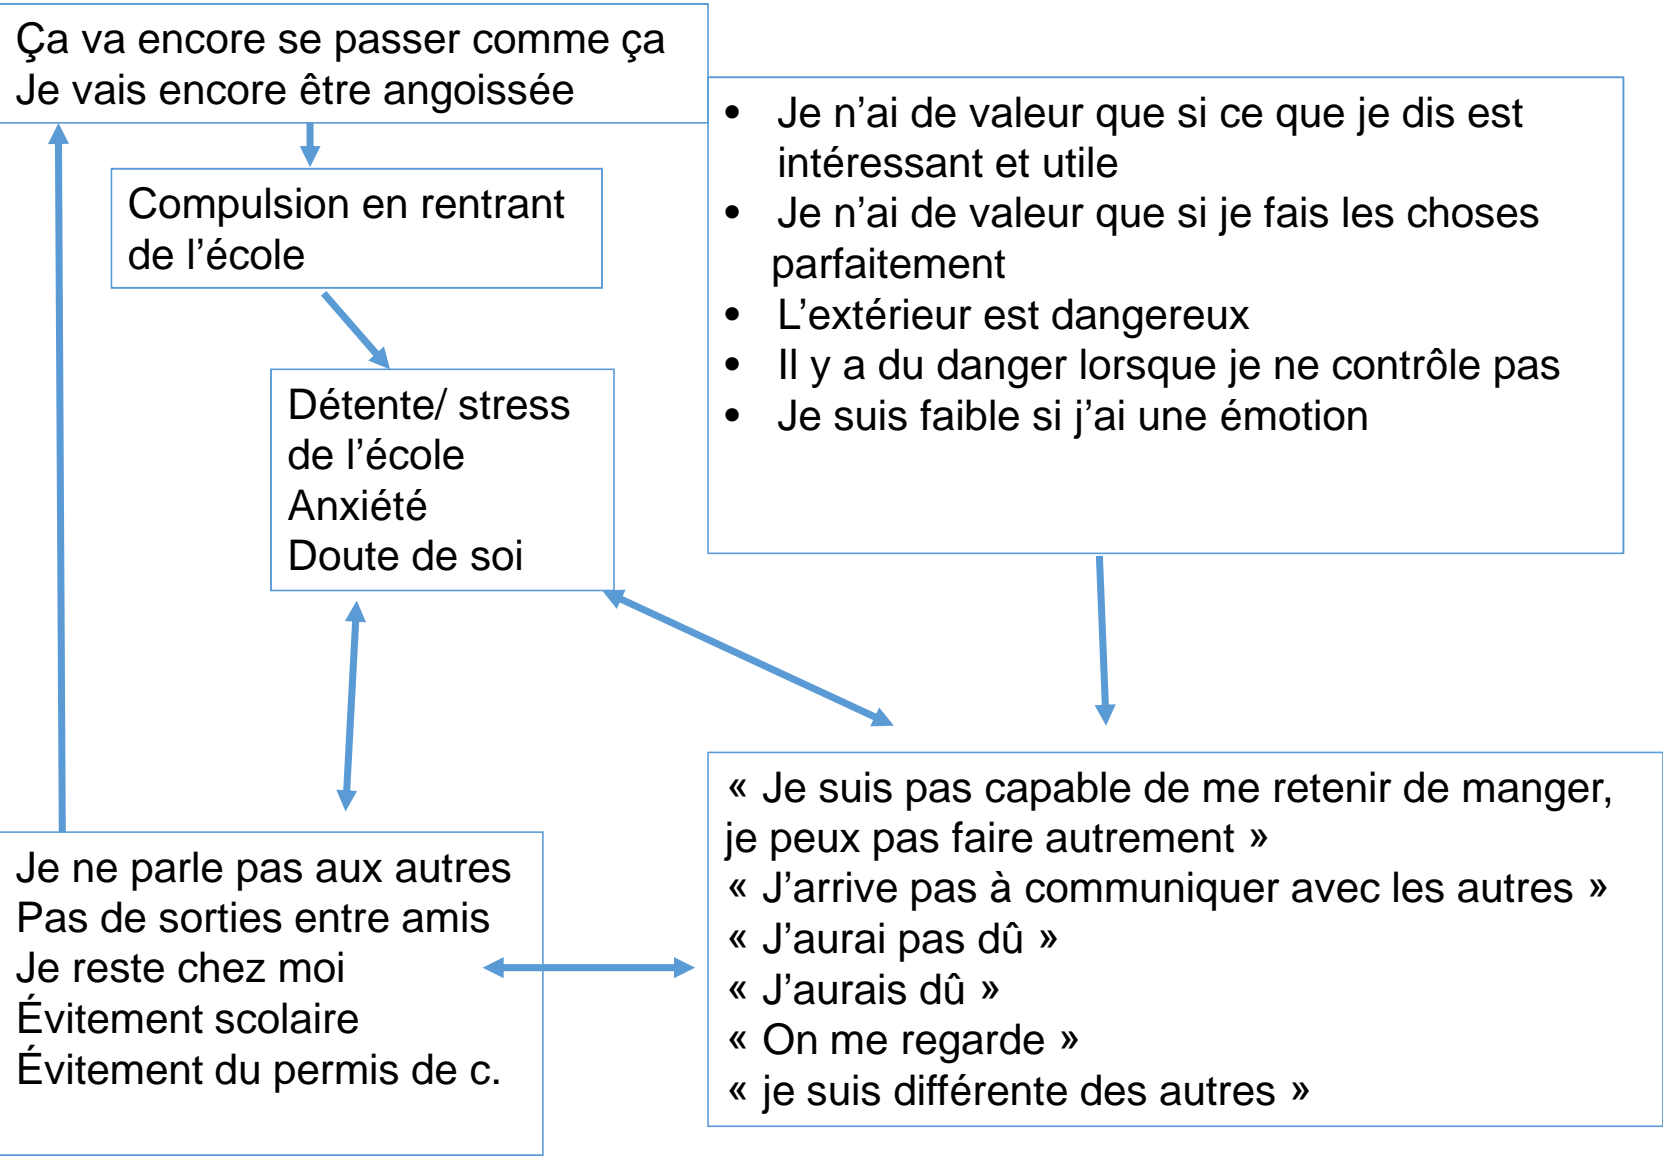 Ça va encore se passer comme ça
Je vais encore être angoissée
Compulsion en rentrant
de l’école
Détente/ stress
de l’école
Anxiété
Doute de soi
• Je n’ai de valeur que si ce que je dis est
intéressant et utile
• Je n’ai de valeur que si je fais les choses
parfaitement
• L’extérieur est dangereux
• Il y a du danger lorsque je ne contrôle pas
• Je suis faible si j’ai une émotion
Je ne parle pas aux autres
Pas de sorties entre amis
Je reste chez moi
Évitement scolaire
Évitement du permis de c.
« Je suis pas capable de me retenir de manger,
je peux pas faire autrement »
« J’arrive pas à communiquer avec les autres »
« J’aurai pas dû »
« J’aurais dû »
« On me regarde »
« je suis différente des autres »